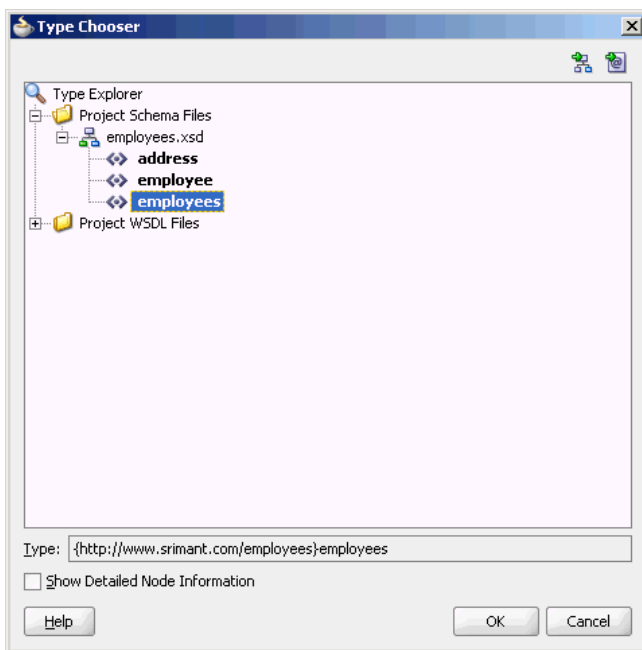 Type Chooser
Type Explorer
Project Schema Files
employees.xsd
address
employee
employees
Project WSDL Files
Type: {http://www.srimant.com/employees}employees
Show Detailed Node Information
Help OK Cancel